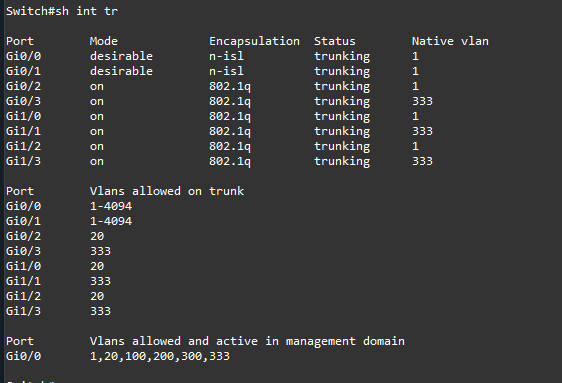 Switch#sh int tr
Port Mode Encapsulation Status Native vlan
Gi0/0 desirable n-isl trunking 1
Gi0/1 desirable n-isl trunking 1
Gi0/2 on 802.1q trunking 1
Gi0/3 on 802.1q trunking 333
Gi1/0 on 802.1q trunking 1
Gi1/1 on 802.1q trunking 333
Gi1/2 on 802.1q trunking 1
Gi1/3 on 802.1q trunking 333
Port Vlans allowed on trunk
Gi0/0 1-4094
Gi0/1 1-4094
Gi0/2 20
Gi0/3 333
Gi1/0 20
Gi1/1 333
Gi1/2 20
Gi1/3 333
Port Vlans allowed and active in management domain
Gi0/0 1,20,100,200,300,333